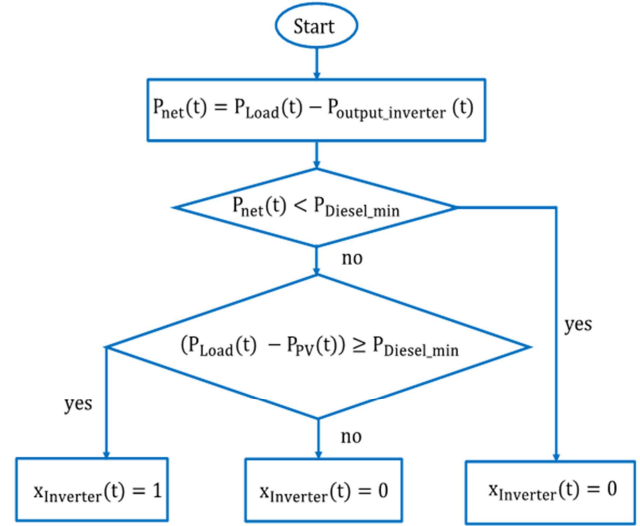 Start
P_net(t) = P_Load(t) − P_output_inverter (t)
P_net(t) < P_Diesel_min
no
(P_Load(t) − P_PV(t)) ≥ P_Diesel_min
yes
yes
no
x_Inverter(t) = 1
x_Inverter(t) = 0
x_Inverter(t) = 0